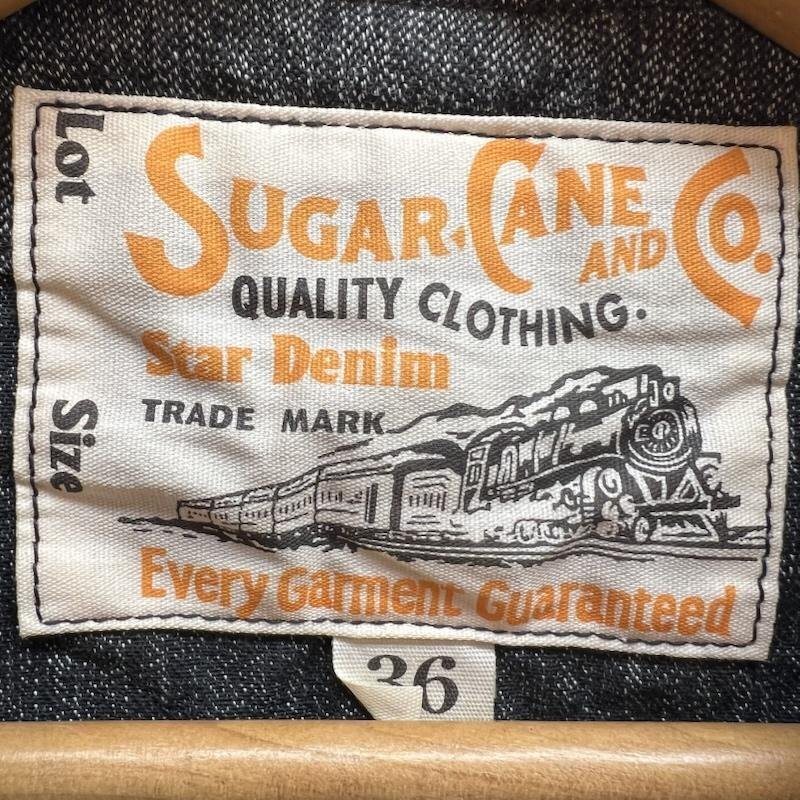 Lot
SUGAR CANE AND CO.
QUALITY CLOTHING.
Star Denim
TRADE MARK
Size
Every Garment Guaranteed
36